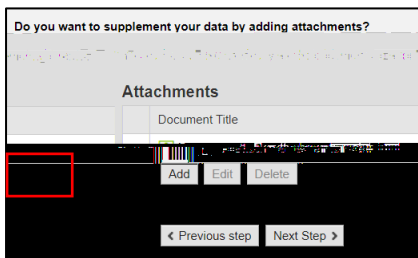 Do you want to supplement your data by adding attachments?
Attachments
Document Title
Add Edit Delete
Previous step Next Step